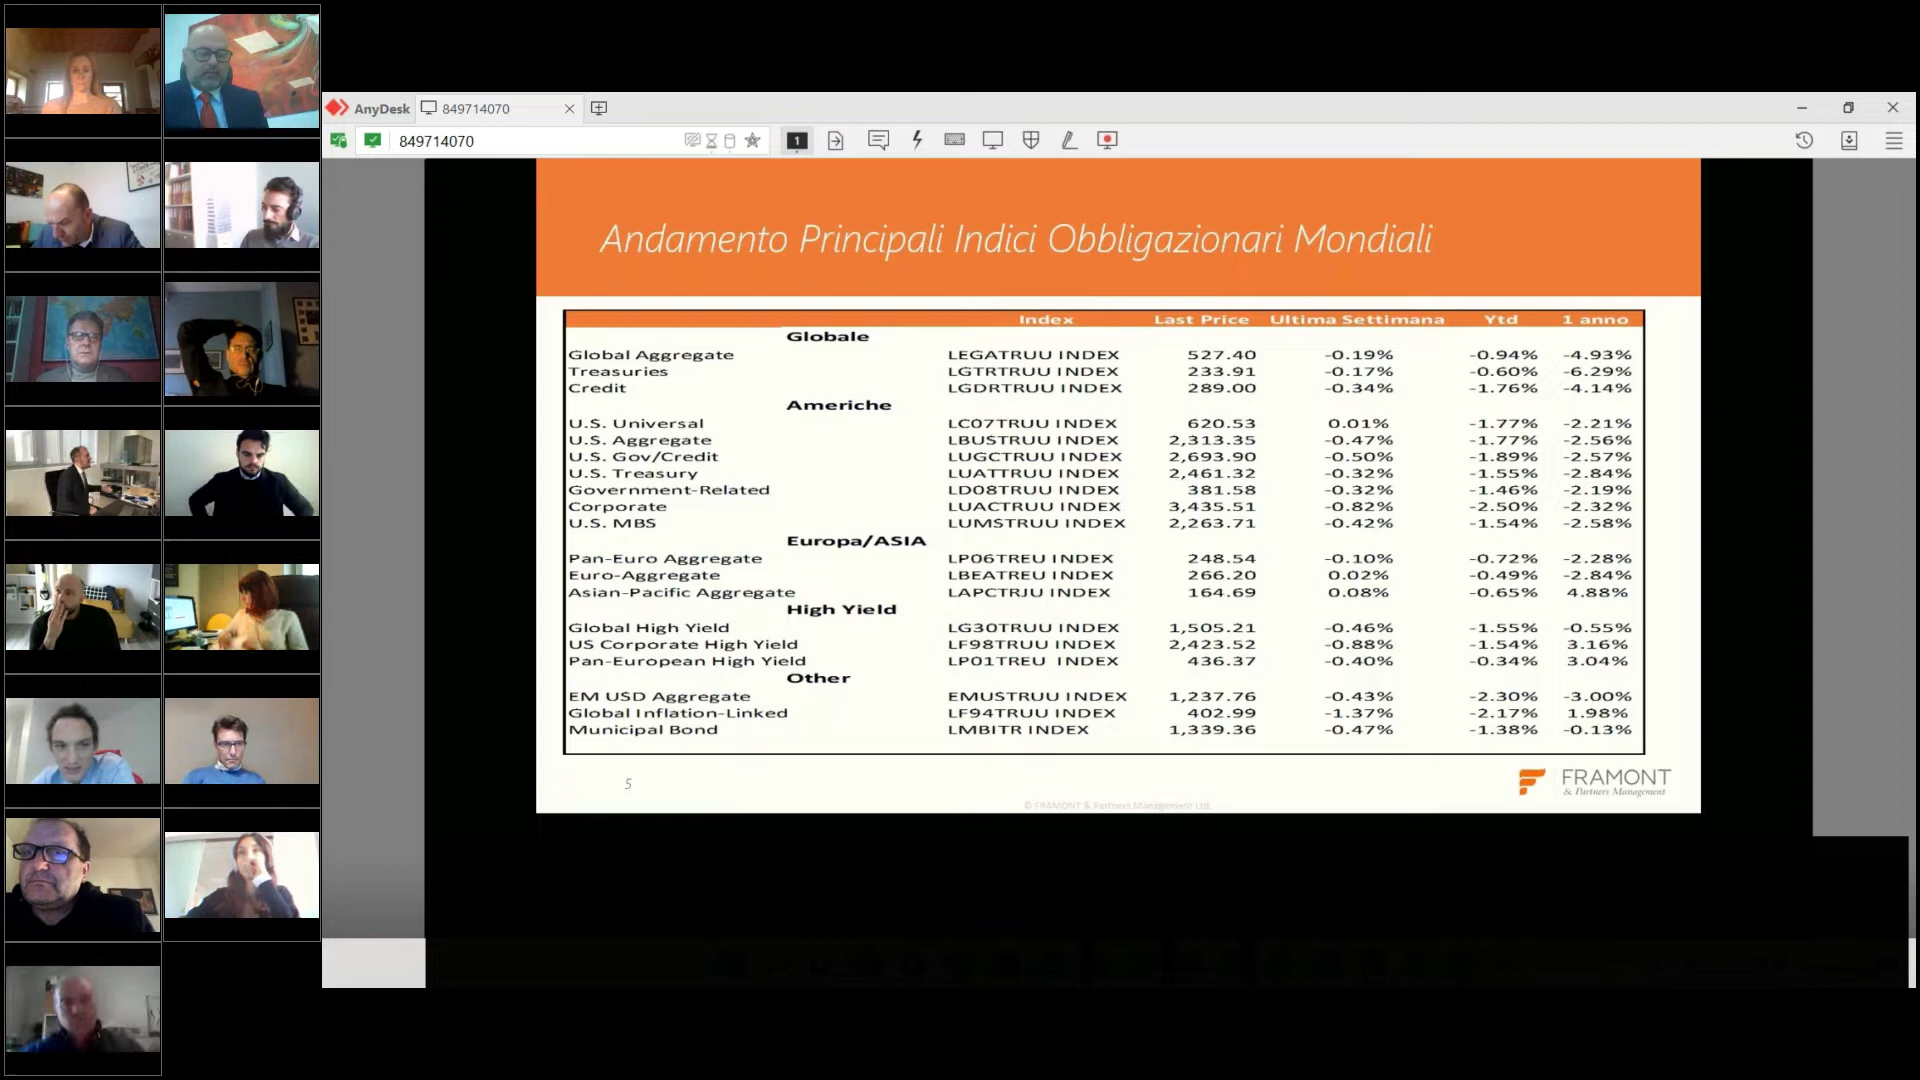 AnyDesk 849714070
849714070
1
Andamento Principali Indici Obbligazionari Mondiali
Index Last Price Ultima Settimana Ytd 1 anno
Globale
Global Aggregate LEGATRUU INDEX 527.40 -0.19% -0.94% -4.93%
Treasuries LGTRTRUU INDEX 233.91 -0.17% -0.60% -6.29%
Credit LGDRTRUU INDEX 289.00 -0.34% -1.76% -4.14%
Americhe
U.S. Universal LC07TRUU INDEX 620.53 0.01% -1.77% -2.21%
U.S. Aggregate LBUSTRUU INDEX 2,313.35 -0.47% -1.77% -2.56%
U.S. Gov/Credit LUGCTRUU INDEX 2,693.90 -0.50% -1.89% -2.57%
U.S. Treasury LUATTRUU INDEX 2,461.32 -0.32% -1.55% -2.84%
Government-Related LD08TRUU INDEX 381.58 -0.32% -1.46% -2.19%
Corporate LUACTRUU INDEX 3,435.51 -0.82% -2.50% -2.32%
U.S. MBS LUMSTRUU INDEX 2,263.71 -0.42% -1.54% -2.58%
Europa/ASIA
Pan-Euro Aggregate LP06TREU INDEX 248.54 -0.10% -0.72% -2.28%
Euro-Aggregate LBEATREU INDEX 266.20 0.02% -0.49% -2.84%
Asian-Pacific Aggregate LAPCTRJU INDEX 164.69 0.08% -0.65% 4.88%
High Yield
Global High Yield LG30TRUU INDEX 1,505.21 -0.46% -1.55% -0.55%
US Corporate High Yield LF98TRUU INDEX 2,423.52 -0.88% -1.54% 3.16%
Pan-European High Yield LP01TREU INDEX 436.37 -0.40% -0.34% 3.04%
Other
EM USD Aggregate EMUSTRUU INDEX 1,237.76 -0.43% -2.30% -3.00%
Global Inflation-Linked LF94TRUU INDEX 402.99 -1.37% -2.17% 1.98%
Municipal Bond LMBITR INDEX 1,339.36 -0.47% -1.38% -0.13%
5
FRAMONT
& Partners Management
© FRAMONT & Partners Management Ltd.